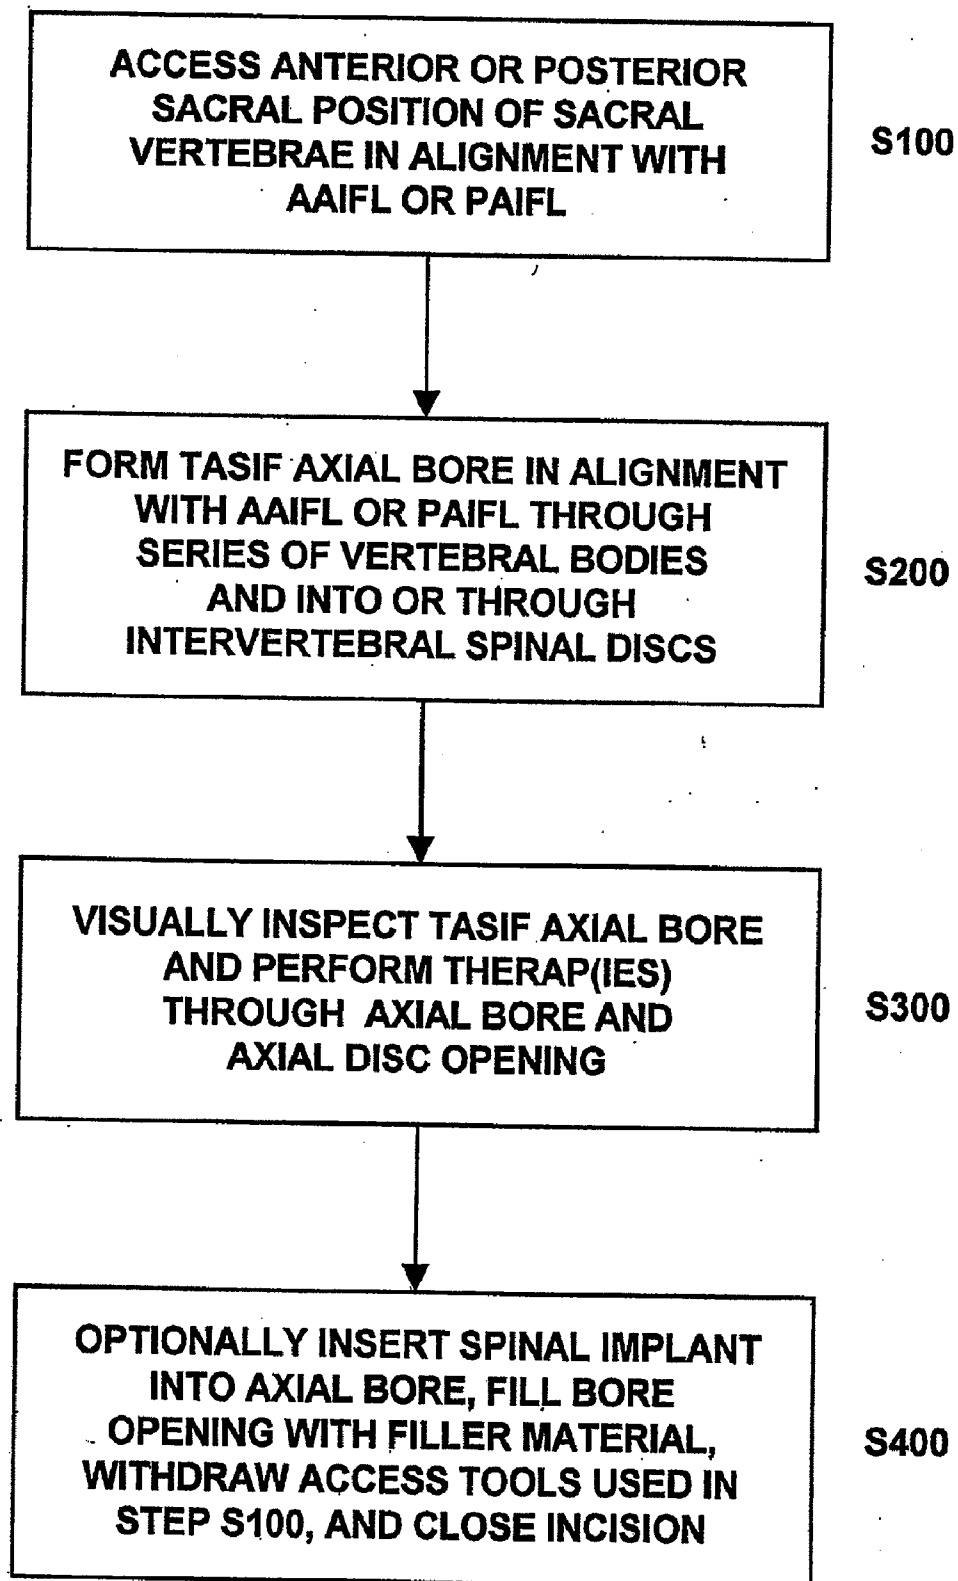 ACCESS ANTERIOR OR POSTERIOR
SACRAL POSITION OF SACRAL
VERTEBRAE IN ALIGNMENT WITH
AAIFL OR PAIFL
S100
FORM TASIF AXIAL BORE IN ALIGNMENT
WITH AAIFL OR PAIFL THROUGH
SERIES OF VERTEBRAL BODIES
AND INTO OR THROUGH
INTERVERTEBRAL SPINAL DISCS
S200
VISUALLY INSPECT TASIF AXIAL BORE
AND PERFORM THERAP(IES)
THROUGH AXIAL BORE AND
AXIAL DISC OPENING
S300
OPTIONALLY INSERT SPINAL IMPLANT
INTO AXIAL BORE, FILL BORE
OPENING WITH FILLER MATERIAL,
WITHDRAW ACCESS TOOLS USED IN
STEP S100, AND CLOSE INCISION
S400